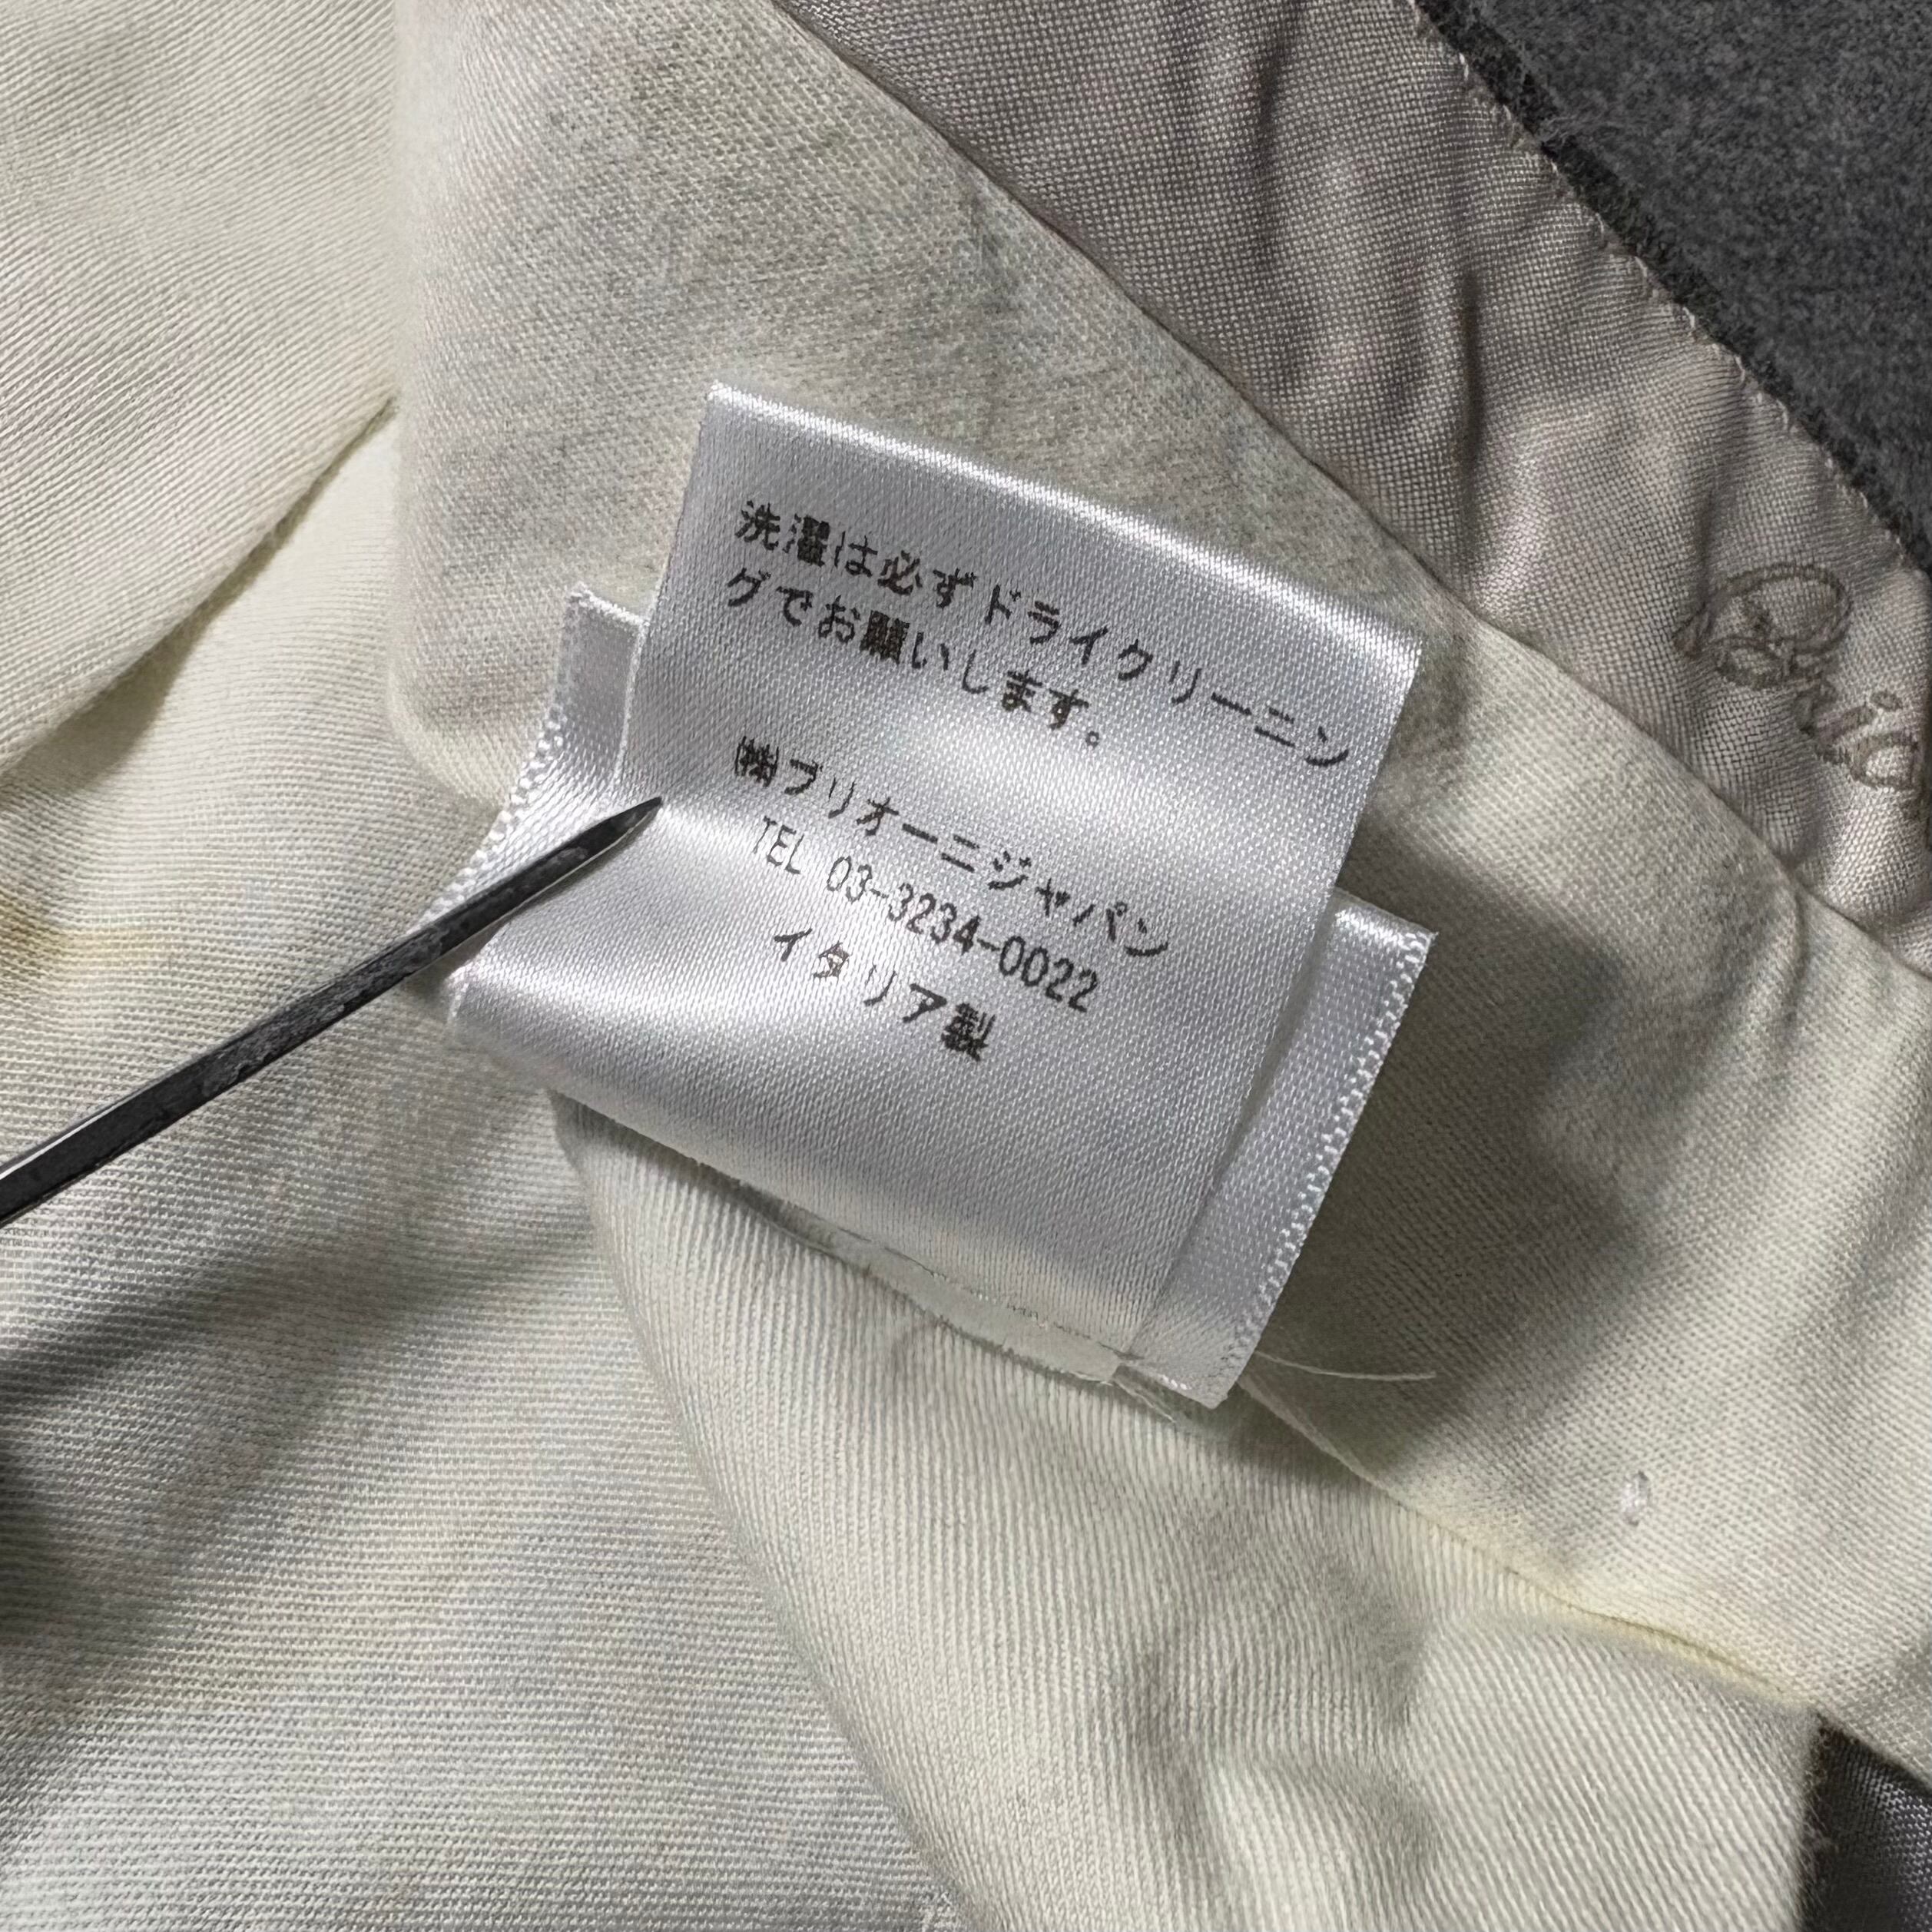 洗濯は必ずドライクリーニン
グでお願いします。
㈱ブリオーニジャパン
TEL 03-3234-0022
イタリア製